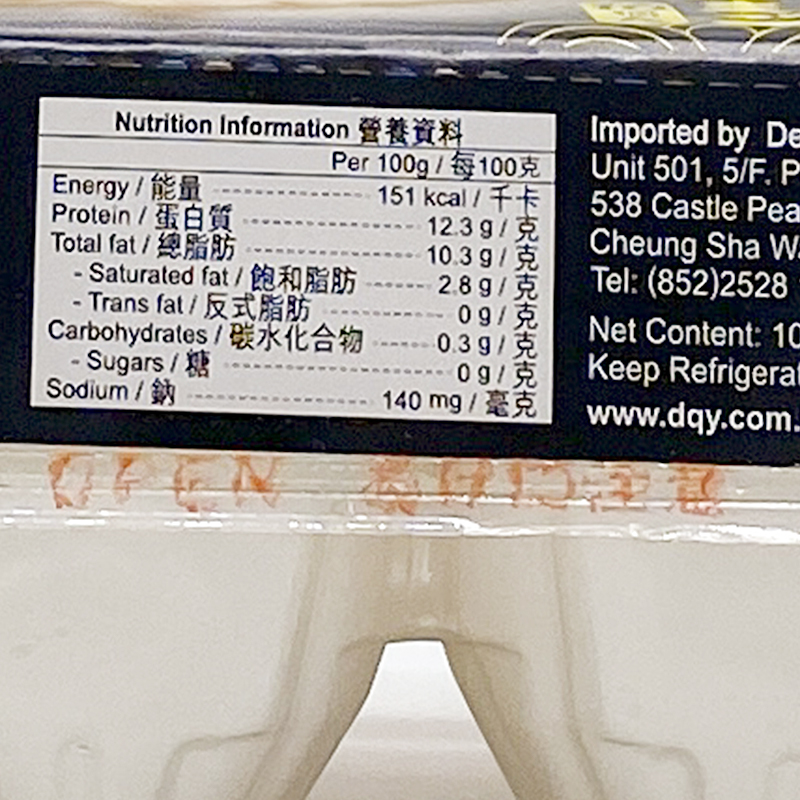 Nutrition Information 營養資料
Per 100g / 每100克
Energy / 能量 151 kcal / 千卡
Protein / 蛋白質 12.3 g / 克
Total fat / 總脂肪 10.3 g / 克
- Saturated fat / 飽和脂肪 2.8 g / 克
- Trans fat / 反式脂肪 0 g / 克
Carbohydrates / 碳水化合物 0.3 g / 克
- Sugars / 糖 0 g / 克
Sodium / 鈉 140 mg / 毫克
Imported by De
Unit 501, 5/F. P
538 Castle Pea
Cheung Sha W
Tel: (852)2528
Net Content: 10
Keep Refrigerat
www.dqy.com.